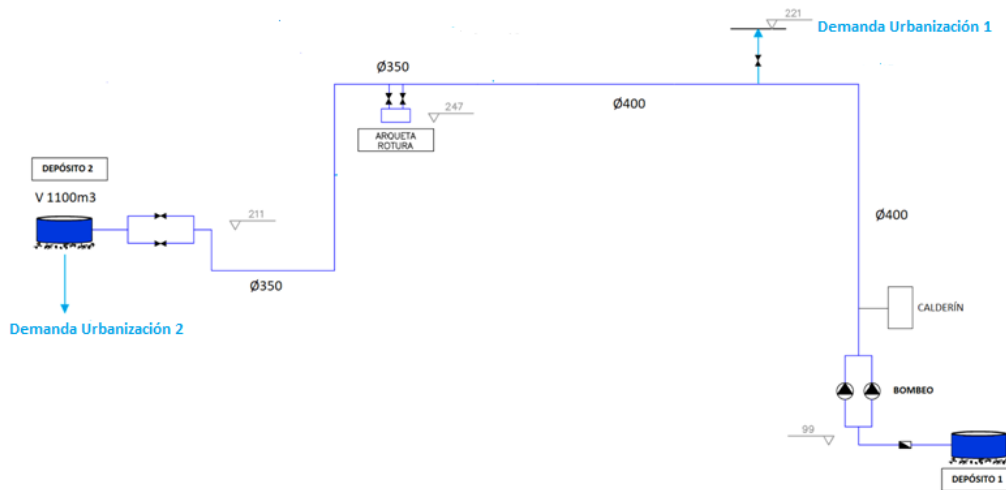 221
Demanda Urbanización 1
Ø350
Ø400
247
ARQUETA
ROTURA
DEPÓSITO 2
V 1100m3
211
Ø400
Ø350
CALDERÍN
Demanda Urbanización 2
BOMBEO
99
DEPÓSITO 1